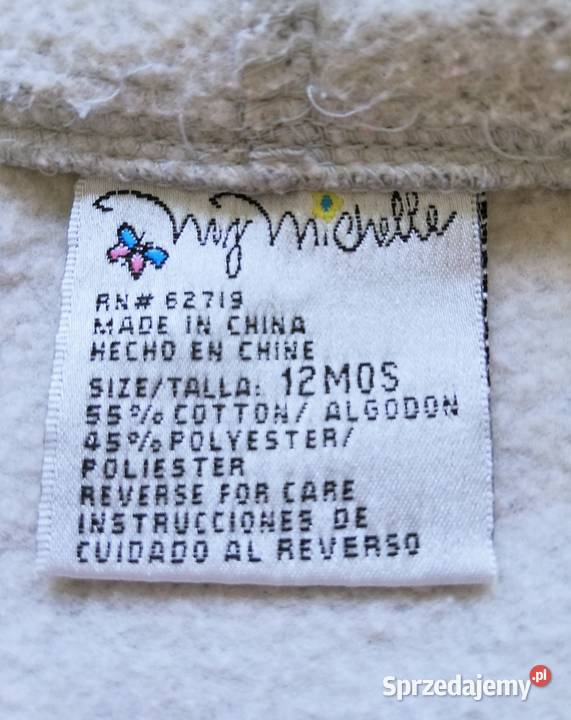 my michelle
RN# 62719
MADE IN CHINA
HECHO EN CHINE
SIZE/TALLA: 12MOS
55% COTTON/ ALGODON
45% POLYESTER/
POLIESTER
REVERSE FOR CARE
INSTRUCCIONES DE
CUIDADO AL REVERSO
Sprzedajemy.pl